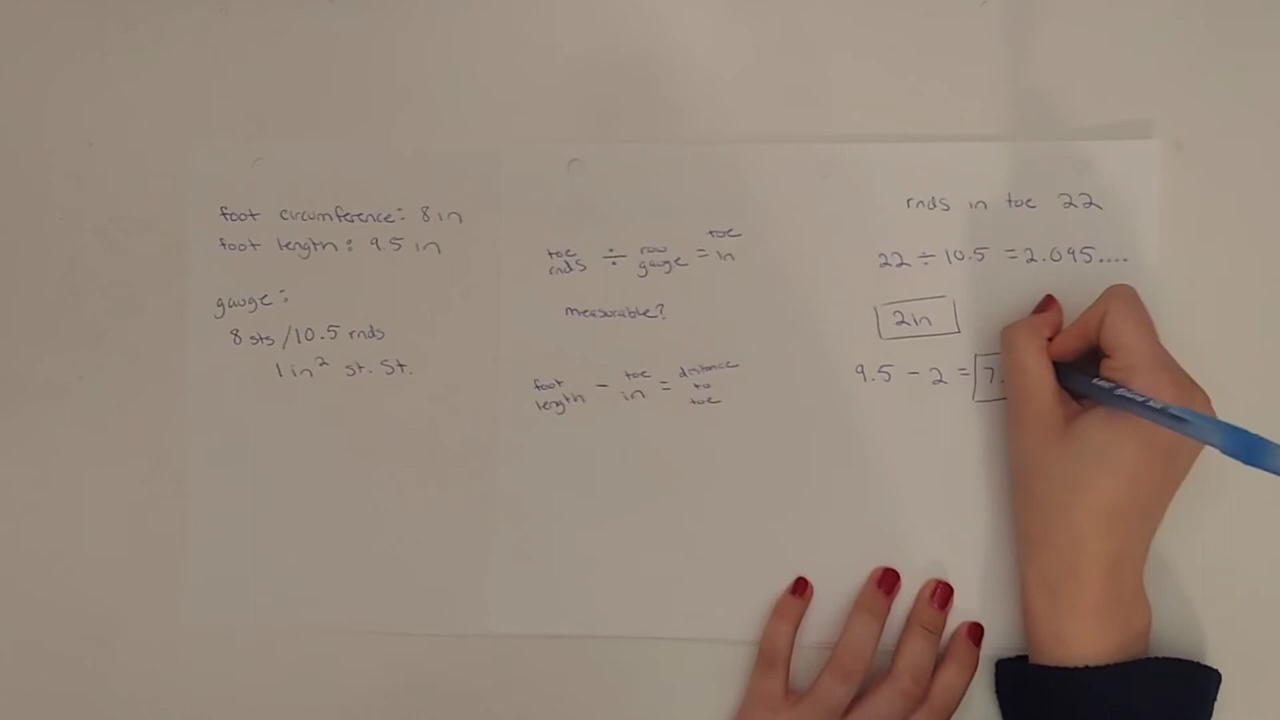 foot circumference: 8 in
foot length: 9.5 in
gauge:
8 sts/10.5 rnds
1 in² st. st.
toe rnds ÷ row gauge = toe in
measurable?
foot length - toe in = distance to toe
rnds in toe 22
22 ÷ 10.5 = 2.095....
2in
9.5 - 2 = 7.